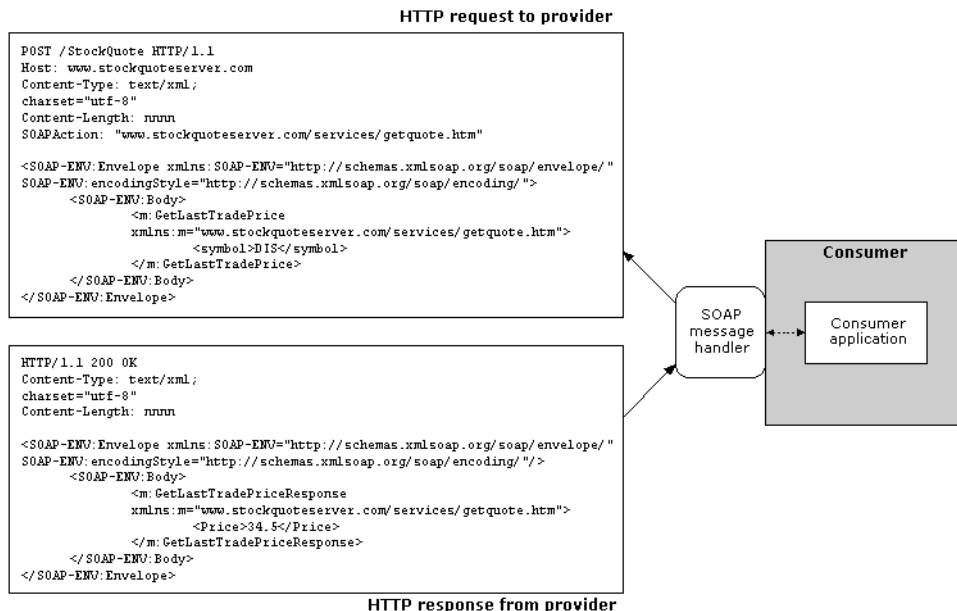 HTTP request to provider
POST /StockQuote HTTP/1.1
Host: www.stockquoteserver.com
Content-Type: text/xml;
charset="utf-8"
Content-Length: nnnn
SOAPAction: "www.stockquoteserver.com/services/getquote.htm"
<SOAP-ENV:Envelope xmlns:SOAP-ENV="http://schemas.xmlsoap.org/soap/envelope/"
SOAP-ENV:encodingStyle="http://schemas.xmlsoap.org/soap/encoding/">
<SOAP-ENV:Body>
<m:GetLastTradePrice
xmlns:m="www.stockquoteserver.com/services/getquote.htm">
<symbol>DIS</symbol>
</m:GetLastTradePrice>
</SOAP-ENV:Body>
</SOAP-ENV:Envelope>
HTTP/1.1 200 OK
Content-Type: text/xml;
charset="utf-8"
Content-Length: nnnn
<SOAP-ENV:Envelope xmlns:SOAP-ENV="http://schemas.xmlsoap.org/soap/envelope/"
SOAP-ENV:encodingStyle="http://schemas.xmlsoap.org/soap/encoding/"/>
<SOAP-ENV:Body>
<m:GetLastTradePriceResponse
xmlns:m="www.stockquoteserver.com/services/getquote.htm">
<Price>34.5</Price>
</m:GetLastTradePriceResponse>
</SOAP-ENV:Body>
</SOAP-ENV:Envelope>
HTTP response from provider
SOAP
message
handler
Consumer
Consumer
application